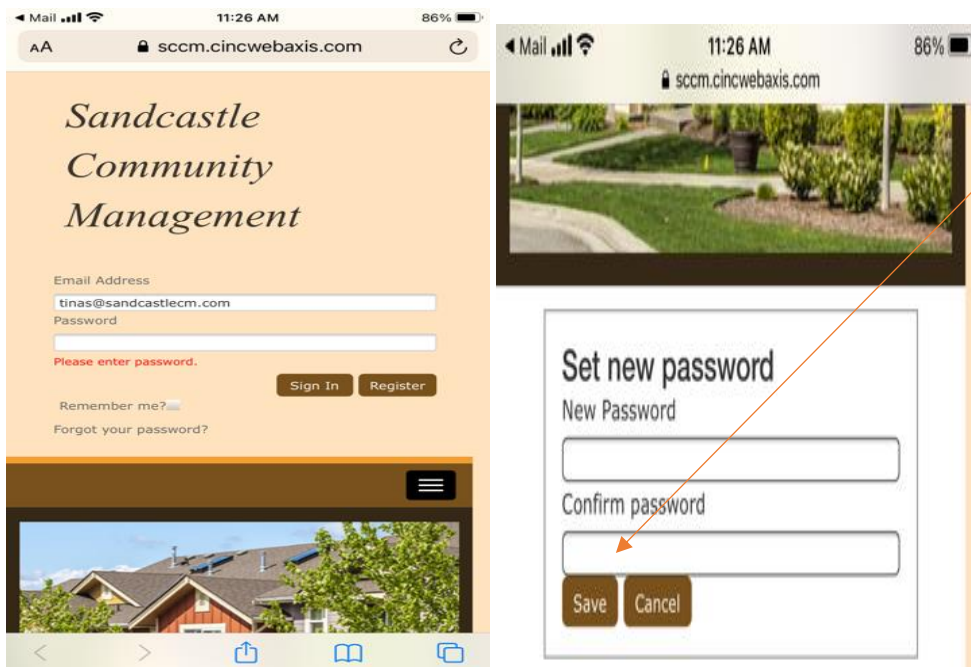 Mail
11:26 AM
86%
AA
sccm.cincwebaxis.com
Sandcastle
Community
Management
Email Address
tinas@sandcastlecm.com
Password
Please enter password.
Sign In
Register
Remember me?
Forgot your password?
Mail
11:26 AM
86%
sccm.cincwebaxis.com
Set new password
New Password
Confirm password
Save
Cancel